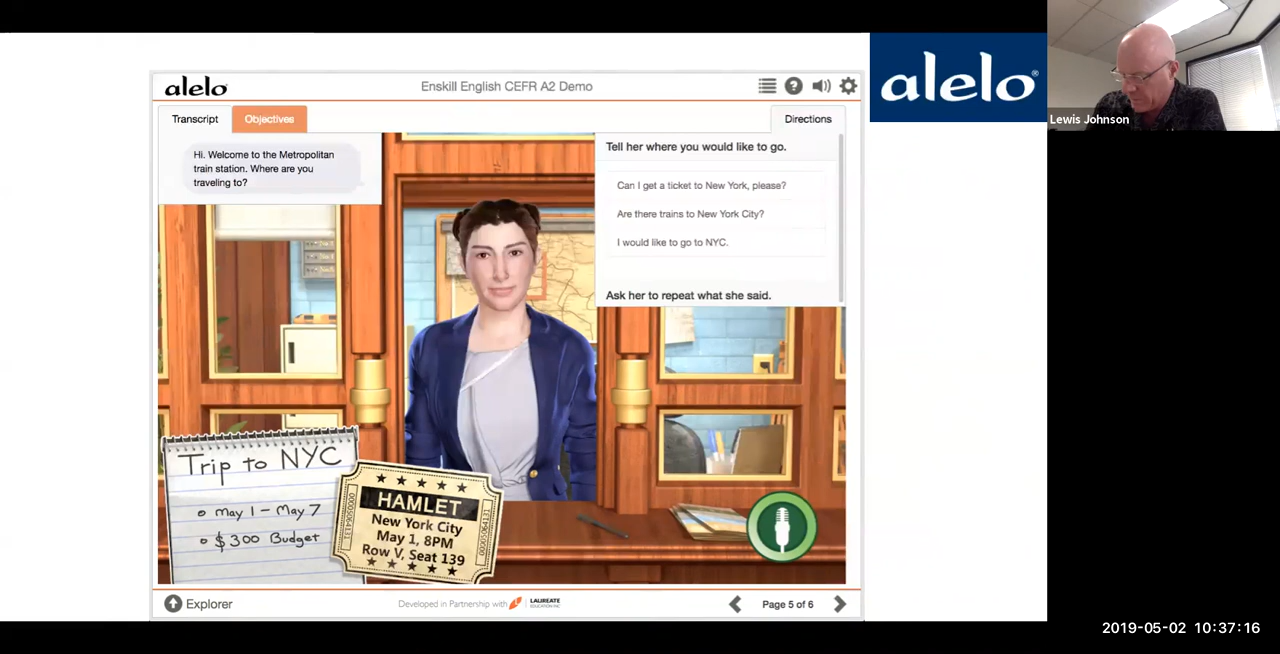 alelo
Enskill English CEFR A2 Demo
Transcript
Objectives
Directions
Hi. Welcome to the Metropolitan
train station. Where are you
traveling to?
Tell her where you would like to go.
Can I get a ticket to New York, please?
Are there trains to New York City?
I would like to go to NYC.
Ask her to repeat what she said.
Trip to NYC
May 1 - May 7
$300 Budget
HAMLET
New York City
May 1, 8PM
Row V, Seat 139
Explorer
Developed in Partnership with
LAUREATE
Page 5 of 6
alelo®
Lewis Johnson
2019-05-02 10:37:16